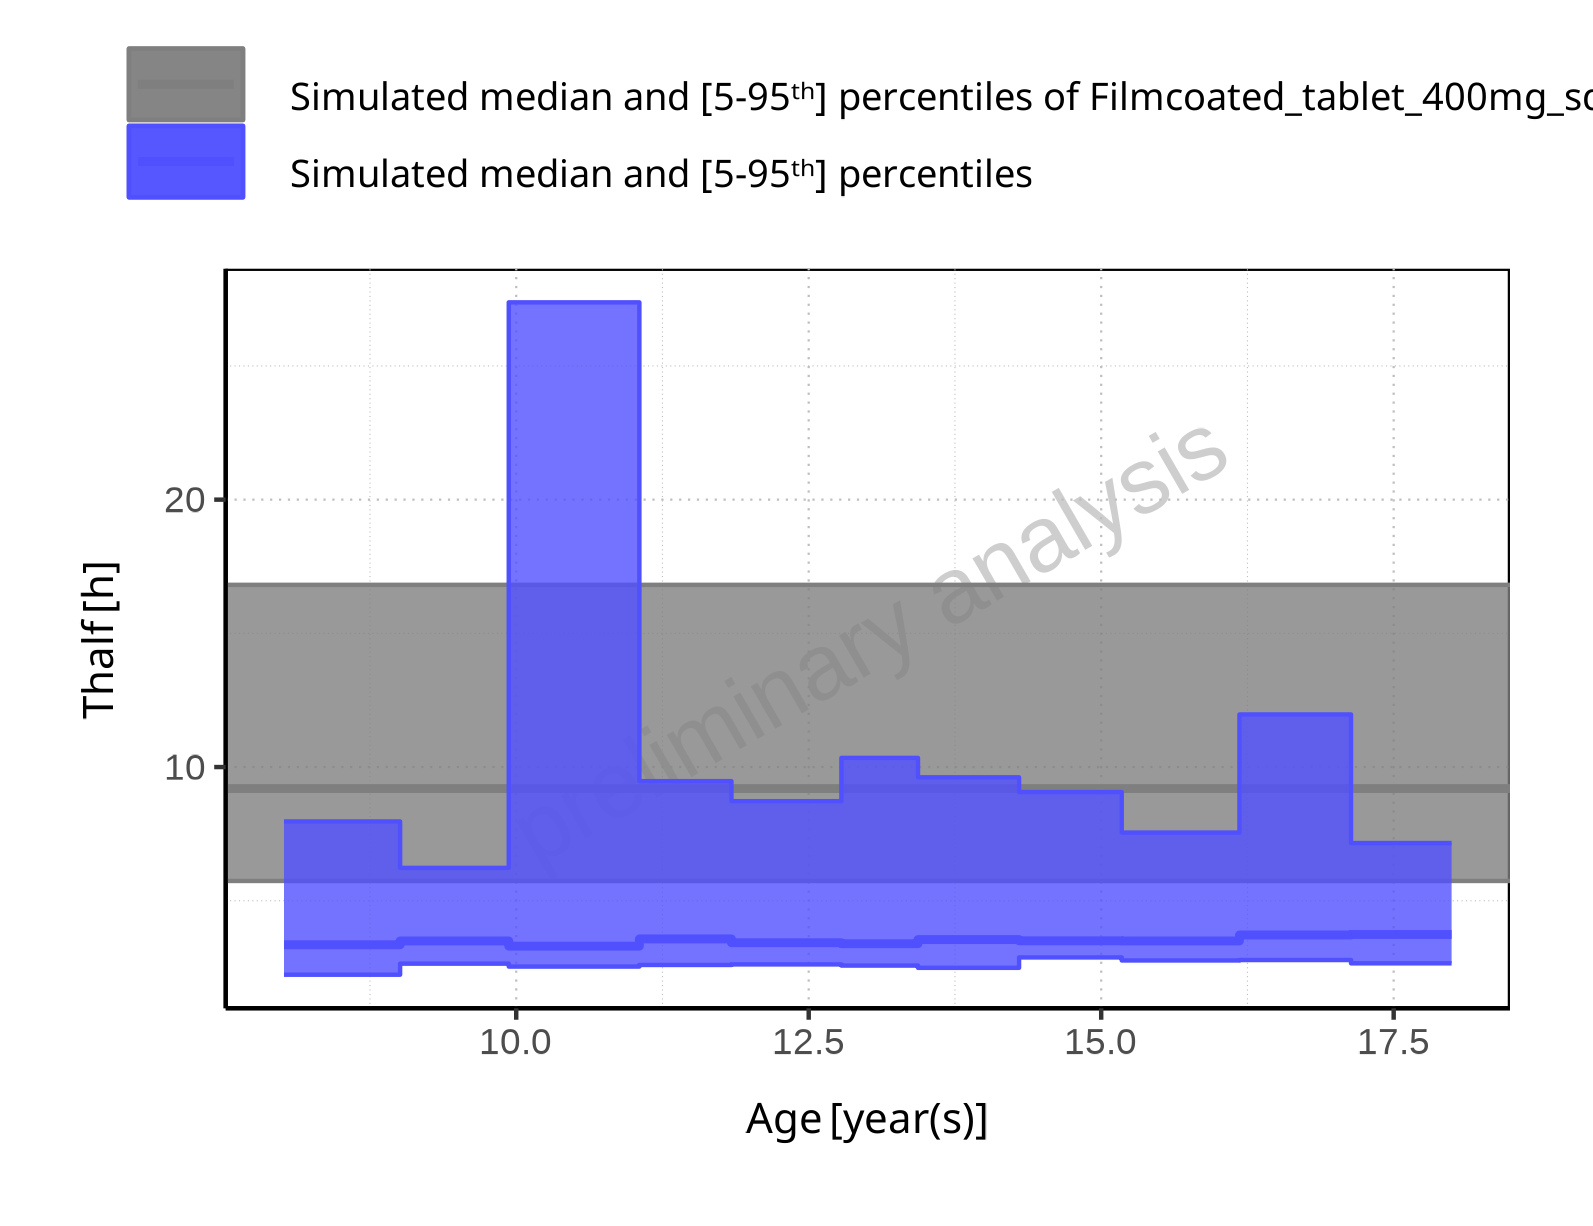 Simulated median and [5-95th] percentiles of Filmcoated_tablet_400mg_sc
Simulated median and [5-95th] percentiles
20
10
Thalf [h]
preliminary analysis
10.0 12.5 15.0 17.5
Age [year(s)]